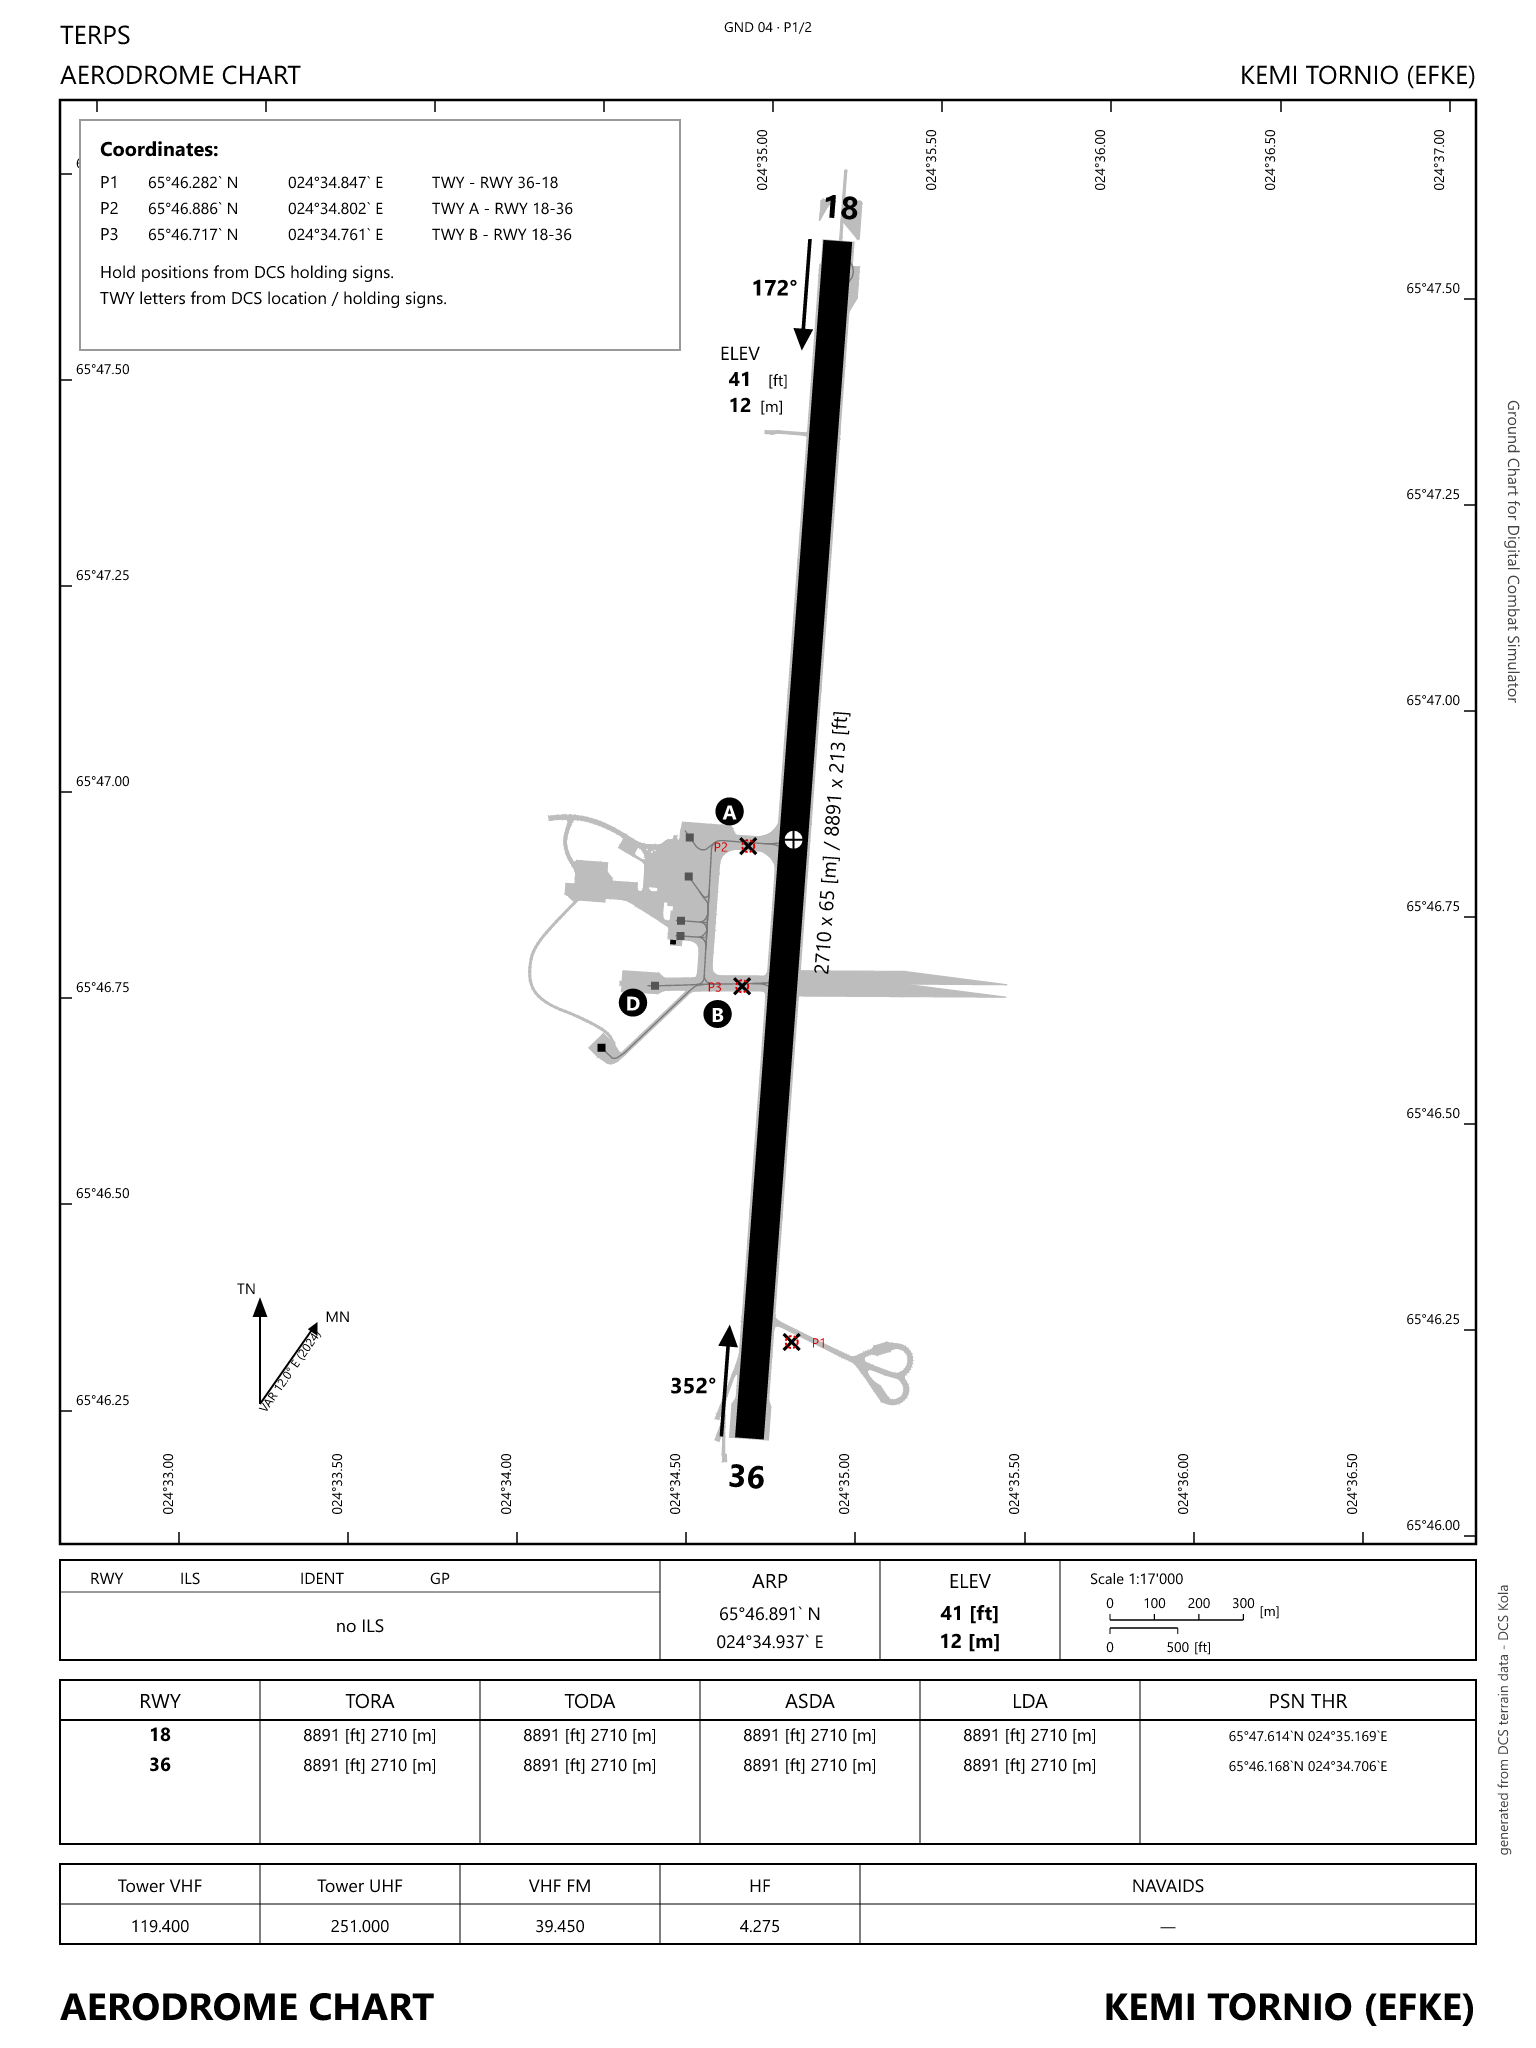 GND 04 · P1/2
TERPS
AERODROME CHART
KEMI TORNIO (EFKE)
Coordinates:
P1 65°46.282` N 024°34.847` E TWY - RWY 36-18
P2 65°46.886` N 024°34.802` E TWY A - RWY 18-36
P3 65°46.717` N 024°34.761` E TWY B - RWY 18-36
Hold positions from DCS holding signs.
TWY letters from DCS location / holding signs.
024°35.00
024°35.50
024°36.00
024°36.50
024°37.00
18
172°
ELEV
41 [ft]
12 [m]
65°47.50
65°47.25
65°47.00
65°46.75
65°46.50
65°46.25
65°47.50
65°47.25
65°47.00
65°46.75
65°46.50
65°46.25
65°46.00
2710 x 65 [m] / 8891 x 213 [ft]
A
P2
P3
D
B
P1
352°
36
TN
MN
VAR 12.0° E (2024)
024°33.00
024°33.50
024°34.00
024°34.50
024°35.00
024°35.50
024°36.00
024°36.50
Ground Chart for Digital Combat Simulator
RWY ILS IDENT GP
no ILS
ARP
65°46.891` N
024°34.937` E
ELEV
41 [ft]
12 [m]
Scale 1:17'000
0 100 200 300 [m]
0 500 [ft]
RWY TORA TODA ASDA LDA PSN THR
18 8891 [ft] 2710 [m] 8891 [ft] 2710 [m] 8891 [ft] 2710 [m] 8891 [ft] 2710 [m] 65°47.614`N 024°35.169`E
36 8891 [ft] 2710 [m] 8891 [ft] 2710 [m] 8891 [ft] 2710 [m] 8891 [ft] 2710 [m] 65°46.168`N 024°34.706`E
generated from DCS terrain data - DCS Kola
Tower VHF Tower UHF VHF FM HF NAVAIDS
119.400 251.000 39.450 4.275 —
AERODROME CHART
KEMI TORNIO (EFKE)